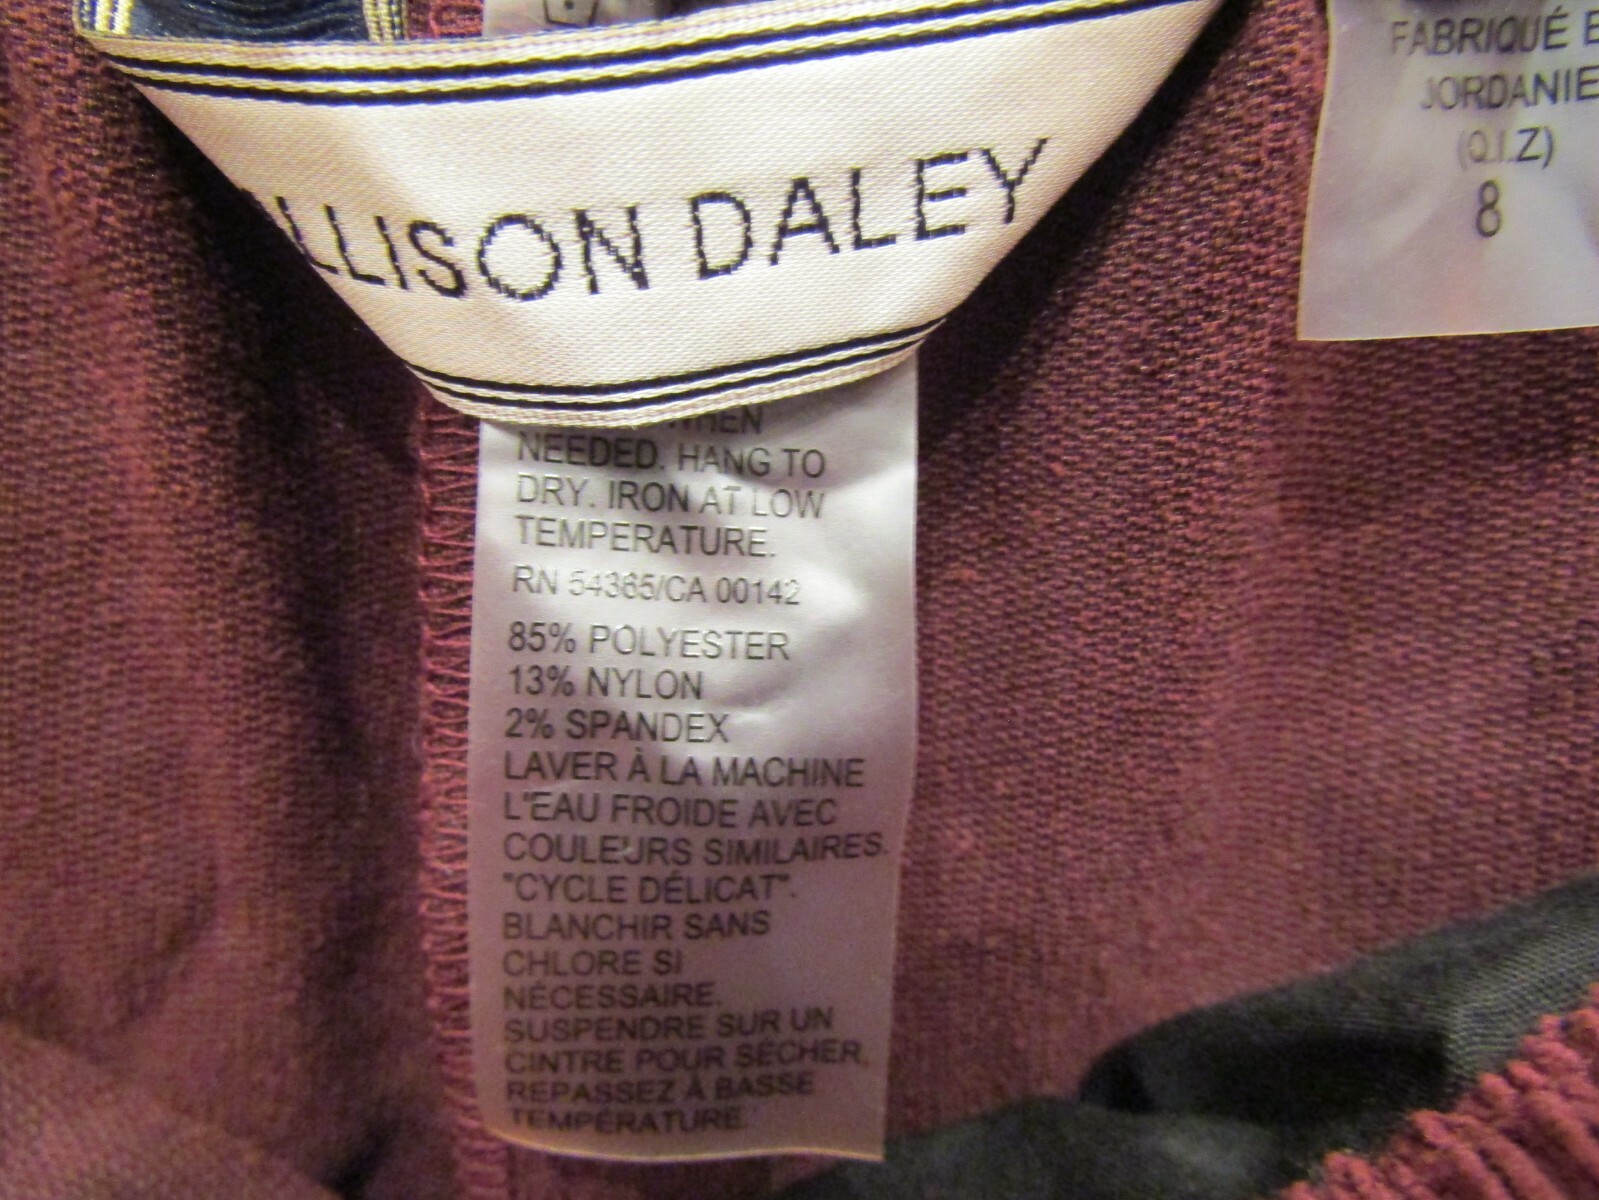 LLISON DALEY
WHEN
NEEDED. HANG TO
DRY. IRON AT LOW
TEMPERATURE.
RN 54365/CA 00142
85% POLYESTER
13% NYLON
2% SPANDEX
LAVER À LA MACHINE
L'EAU FROIDE AVEC
COULEURS SIMILAIRES.
"CYCLE DÉLICAT".
BLANCHIR SANS
CHLORE SI
NÉCESSAIRE.
SUSPENDRE SUR UN
CINTRE POUR SÉCHER,
REPASSEZ À BASSE
TEMPÉRATURE.
FABRIQUÉ E
JORDANIE
(Q.I.Z)
8